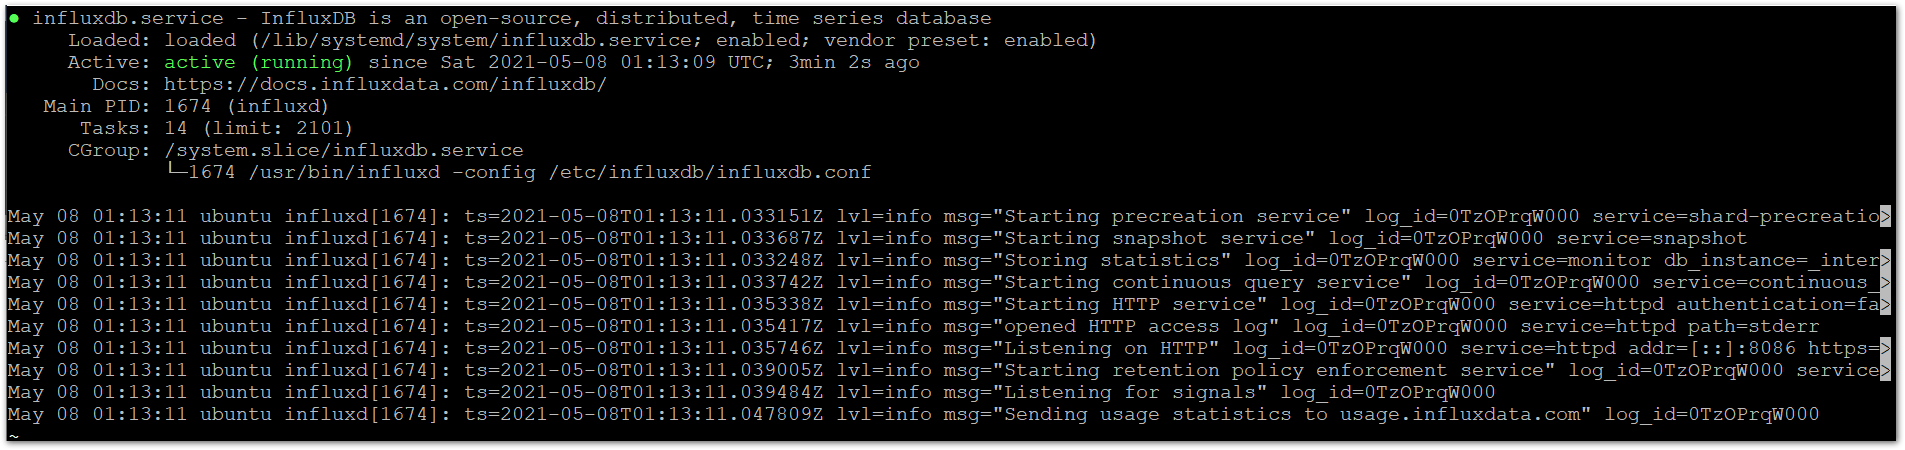 ● influxdb.service - InfluxDB is an open-source, distributed, time series database
Loaded: loaded (/lib/systemd/system/influxdb.service; enabled; vendor preset: enabled)
Active: active (running) since Sat 2021-05-08 01:13:09 UTC; 3min 2s ago
Docs: https://docs.influxdata.com/influxdb/
Main PID: 1674 (influxd)
Tasks: 14 (limit: 2101)
CGroup: /system.slice/influxdb.service
└─1674 /usr/bin/influxd -config /etc/influxdb/influxdb.conf
May 08 01:13:11 ubuntu influxd[1674]: ts=2021-05-08T01:13:11.033151Z lvl=info msg="Starting precreation service" log_id=0TzOPrqW000 service=shard-precreatio>
May 08 01:13:11 ubuntu influxd[1674]: ts=2021-05-08T01:13:11.033687Z lvl=info msg="Starting snapshot service" log_id=0TzOPrqW000 service=snapshot
May 08 01:13:11 ubuntu influxd[1674]: ts=2021-05-08T01:13:11.033248Z lvl=info msg="Storing statistics" log_id=0TzOPrqW000 service=monitor db_instance=_inter>
May 08 01:13:11 ubuntu influxd[1674]: ts=2021-05-08T01:13:11.033742Z lvl=info msg="Starting continuous query service" log_id=0TzOPrqW000 service=continuous_>
May 08 01:13:11 ubuntu influxd[1674]: ts=2021-05-08T01:13:11.035338Z lvl=info msg="Starting HTTP service" log_id=0TzOPrqW000 service=httpd authentication=fa>
May 08 01:13:11 ubuntu influxd[1674]: ts=2021-05-08T01:13:11.035417Z lvl=info msg="opened HTTP access log" log_id=0TzOPrqW000 service=httpd path=stderr
May 08 01:13:11 ubuntu influxd[1674]: ts=2021-05-08T01:13:11.035746Z lvl=info msg="Listening on HTTP" log_id=0TzOPrqW000 service=httpd addr=[::]:8086 https=>
May 08 01:13:11 ubuntu influxd[1674]: ts=2021-05-08T01:13:11.039005Z lvl=info msg="Starting retention policy enforcement service" log_id=0TzOPrqW000 service>
May 08 01:13:11 ubuntu influxd[1674]: ts=2021-05-08T01:13:11.039484Z lvl=info msg="Listening for signals" log_id=0TzOPrqW000
May 08 01:13:11 ubuntu influxd[1674]: ts=2021-05-08T01:13:11.047809Z lvl=info msg="Sending usage statistics to usage.influxdata.com" log_id=0TzOPrqW000
~